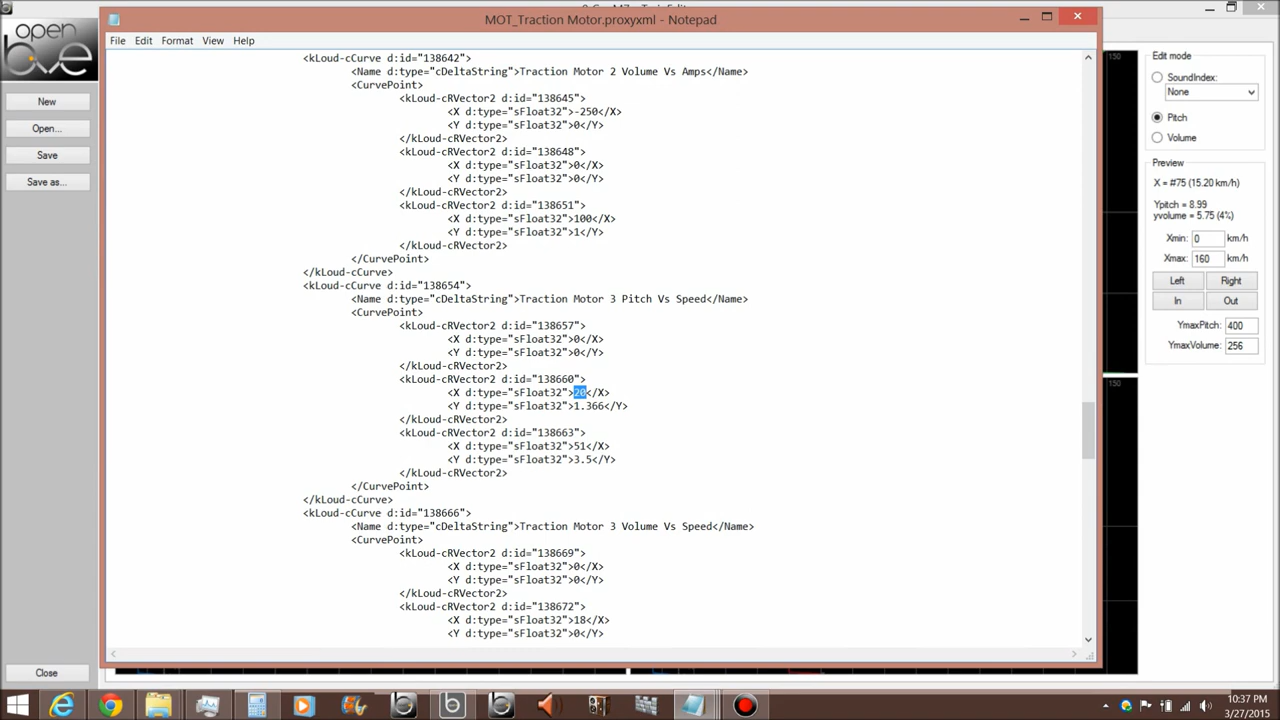 MOT_Traction Motor.proxyxml - Notepad
File Edit Format View Help
open
bve
New
Open...
Save
Save as...
Close
<kLoud-cCurve d:id="138642">
<Name d:type="cDeltaString">Traction Motor 2 Volume Vs Amps</Name>
<CurvePoint>
<kLoud-cRVector2 d:id="138645">
<X d:type="sFloat32">-250</X>
<Y d:type="sFloat32">0</Y>
</kLoud-cRVector2>
<kLoud-cRVector2 d:id="138648">
<X d:type="sFloat32">0</X>
<Y d:type="sFloat32">0</Y>
</kLoud-cRVector2>
<kLoud-cRVector2 d:id="138651">
<X d:type="sFloat32">100</X>
<Y d:type="sFloat32">1</Y>
</kLoud-cRVector2>
</CurvePoint>
</kLoud-cCurve>
<kLoud-cCurve d:id="138654">
<Name d:type="cDeltaString">Traction Motor 3 Pitch Vs Speed</Name>
<CurvePoint>
<kLoud-cRVector2 d:id="138657">
<X d:type="sFloat32">0</X>
<Y d:type="sFloat32">0</Y>
</kLoud-cRVector2>
<kLoud-cRVector2 d:id="138660">
<X d:type="sFloat32">20</X>
<Y d:type="sFloat32">1.366</Y>
</kLoud-cRVector2>
<kLoud-cRVector2 d:id="138663">
<X d:type="sFloat32">51</X>
<Y d:type="sFloat32">3.5</Y>
</kLoud-cRVector2>
</CurvePoint>
</kLoud-cCurve>
<kLoud-cCurve d:id="138666">
<Name d:type="cDeltaString">Traction Motor 3 Volume Vs Speed</Name>
<CurvePoint>
<kLoud-cRVector2 d:id="138669">
<X d:type="sFloat32">0</X>
<Y d:type="sFloat32">0</Y>
</kLoud-cRVector2>
<kLoud-cRVector2 d:id="138672">
<X d:type="sFloat32">18</X>
<Y d:type="sFloat32">0</Y>
150
150
Edit mode
SoundIndex:
None
Pitch
Volume
Preview
X = #75 (15.20 km/h)
Ypitch = 8.99
yvolume = 5.75 (4%)
Xmin: 0 km/h
Xmax: 160 km/h
Left Right
In Out
YmaxPitch: 400
YmaxVolume: 256
10:37 PM
3/27/2015